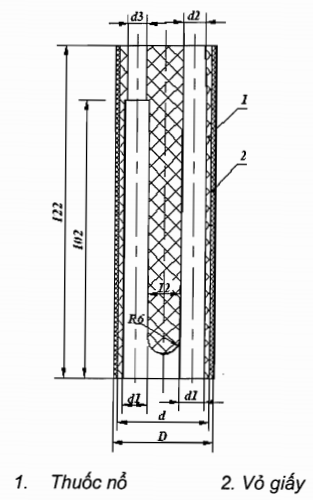 d3 d2
1
2
122
102
12
R6
d1 d1
d
D
1. Thuốc nổ 2. Vỏ giấy